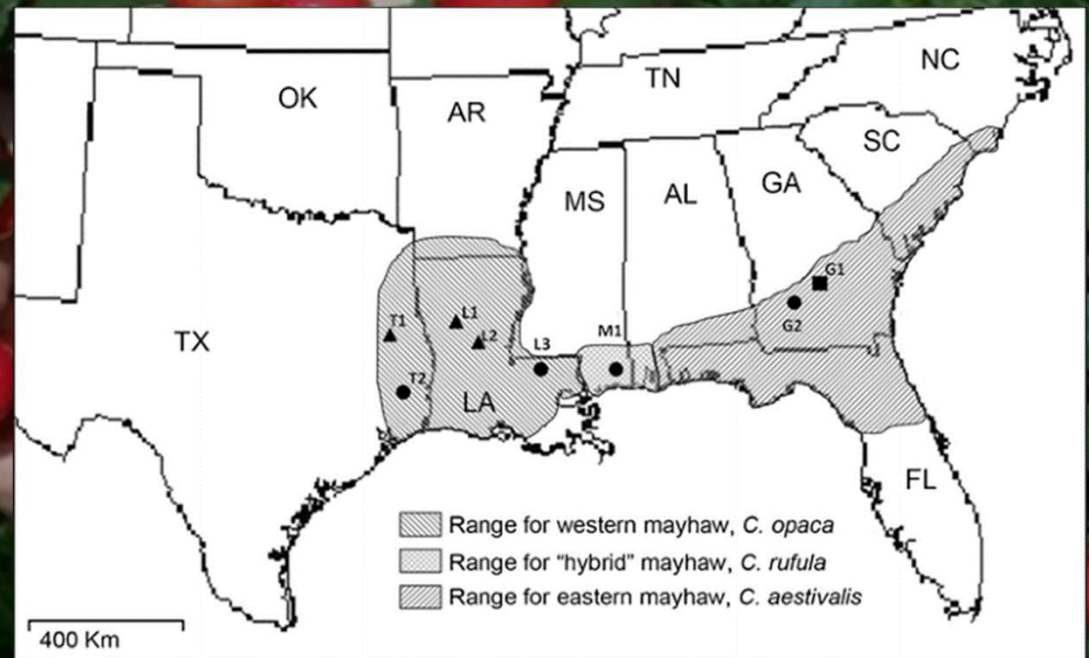 NC
TN
OK
AR
SC
GA
MS
AL
G1
T1
L1
G2
L2
L3
M1
TX
T2
LA
FL
Range for western mayhaw, C. opaca
Range for “hybrid” mayhaw, C. rufula
Range for eastern mayhaw, C. aestivalis
400 Km